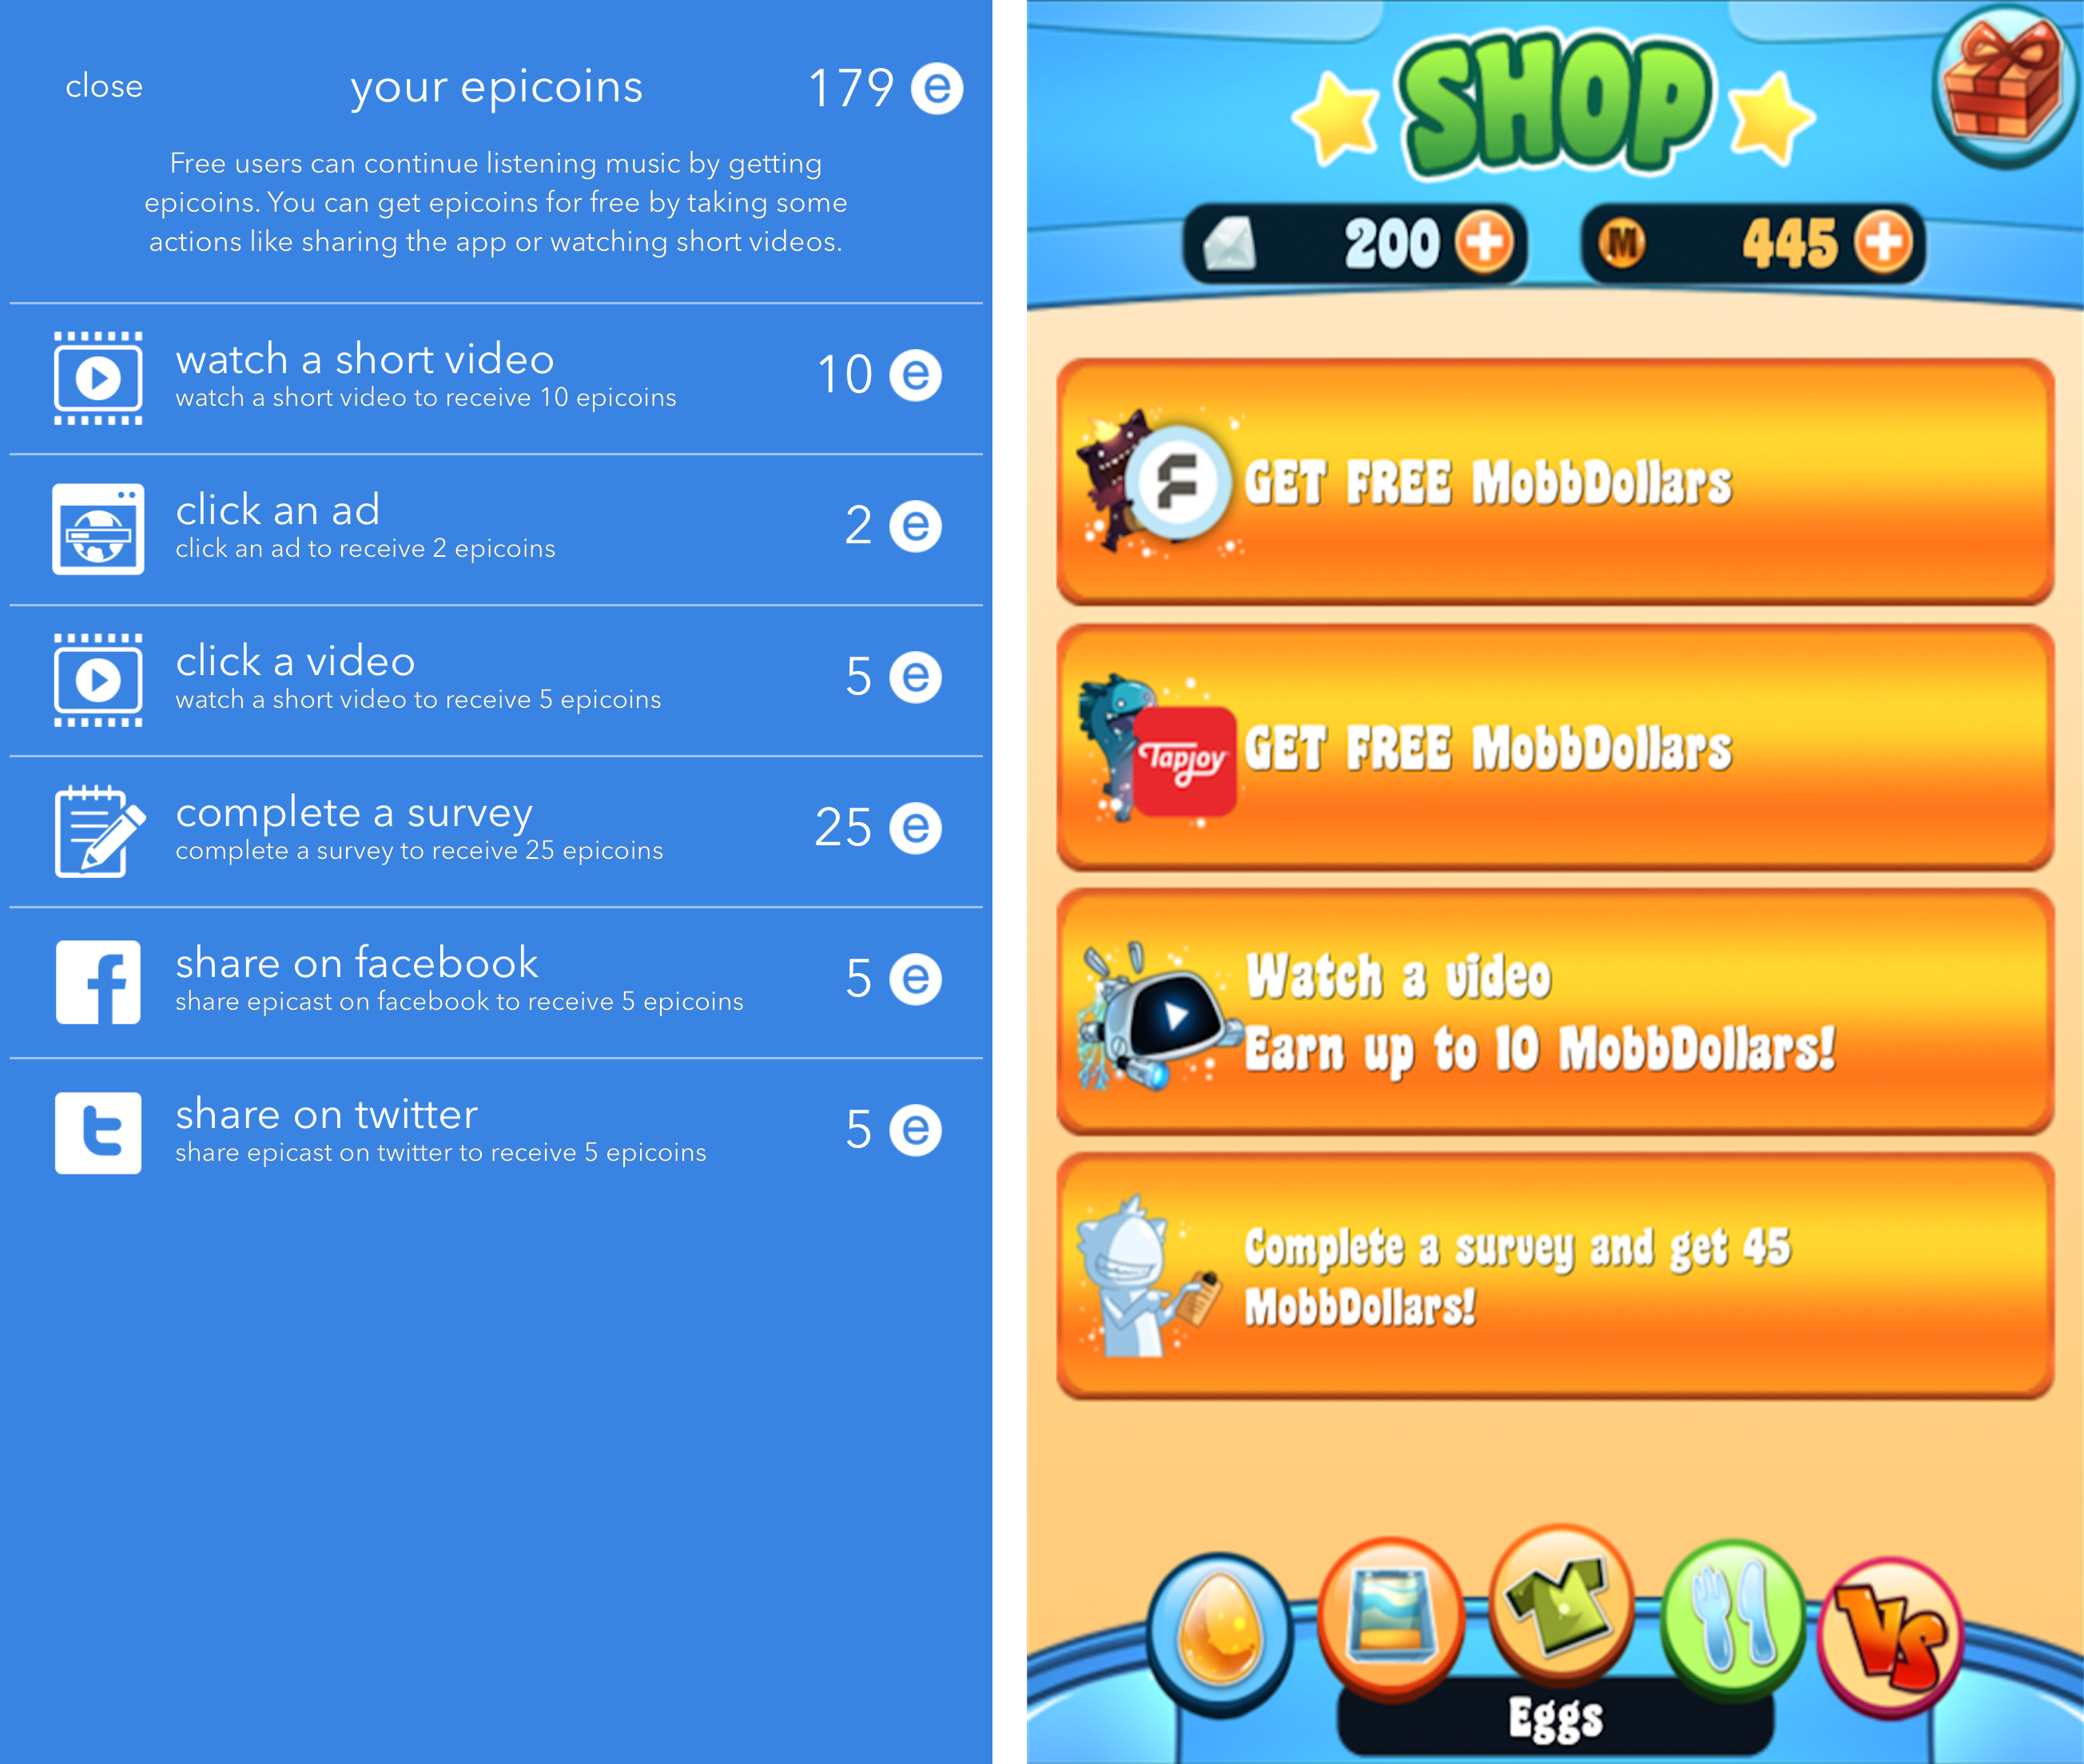 close
your epicoins
179 e
Free users can continue listening music by getting
epicoins. You can get epicoins for free by taking some
actions like sharing the app or watching short videos.
watch a short video
watch a short video to receive 10 epicoins
10 e
click an ad
click an ad to receive 2 epicoins
2 e
click a video
watch a short video to receive 5 epicoins
5 e
complete a survey
complete a survey to receive 25 epicoins
25 e
f
share on facebook
share epicast on facebook to receive 5 epicoins
5 e
t
share on twitter
share epicast on twitter to receive 5 epicoins
5 e
SHOP
200
M 445
F
GET FREE MobbDollars
Tapjoy
GET FREE MobbDollars
Watch a video
Earn up to 10 MobbDollars!
Complete a survey and get 45
MobbDollars!
VS
Eggs